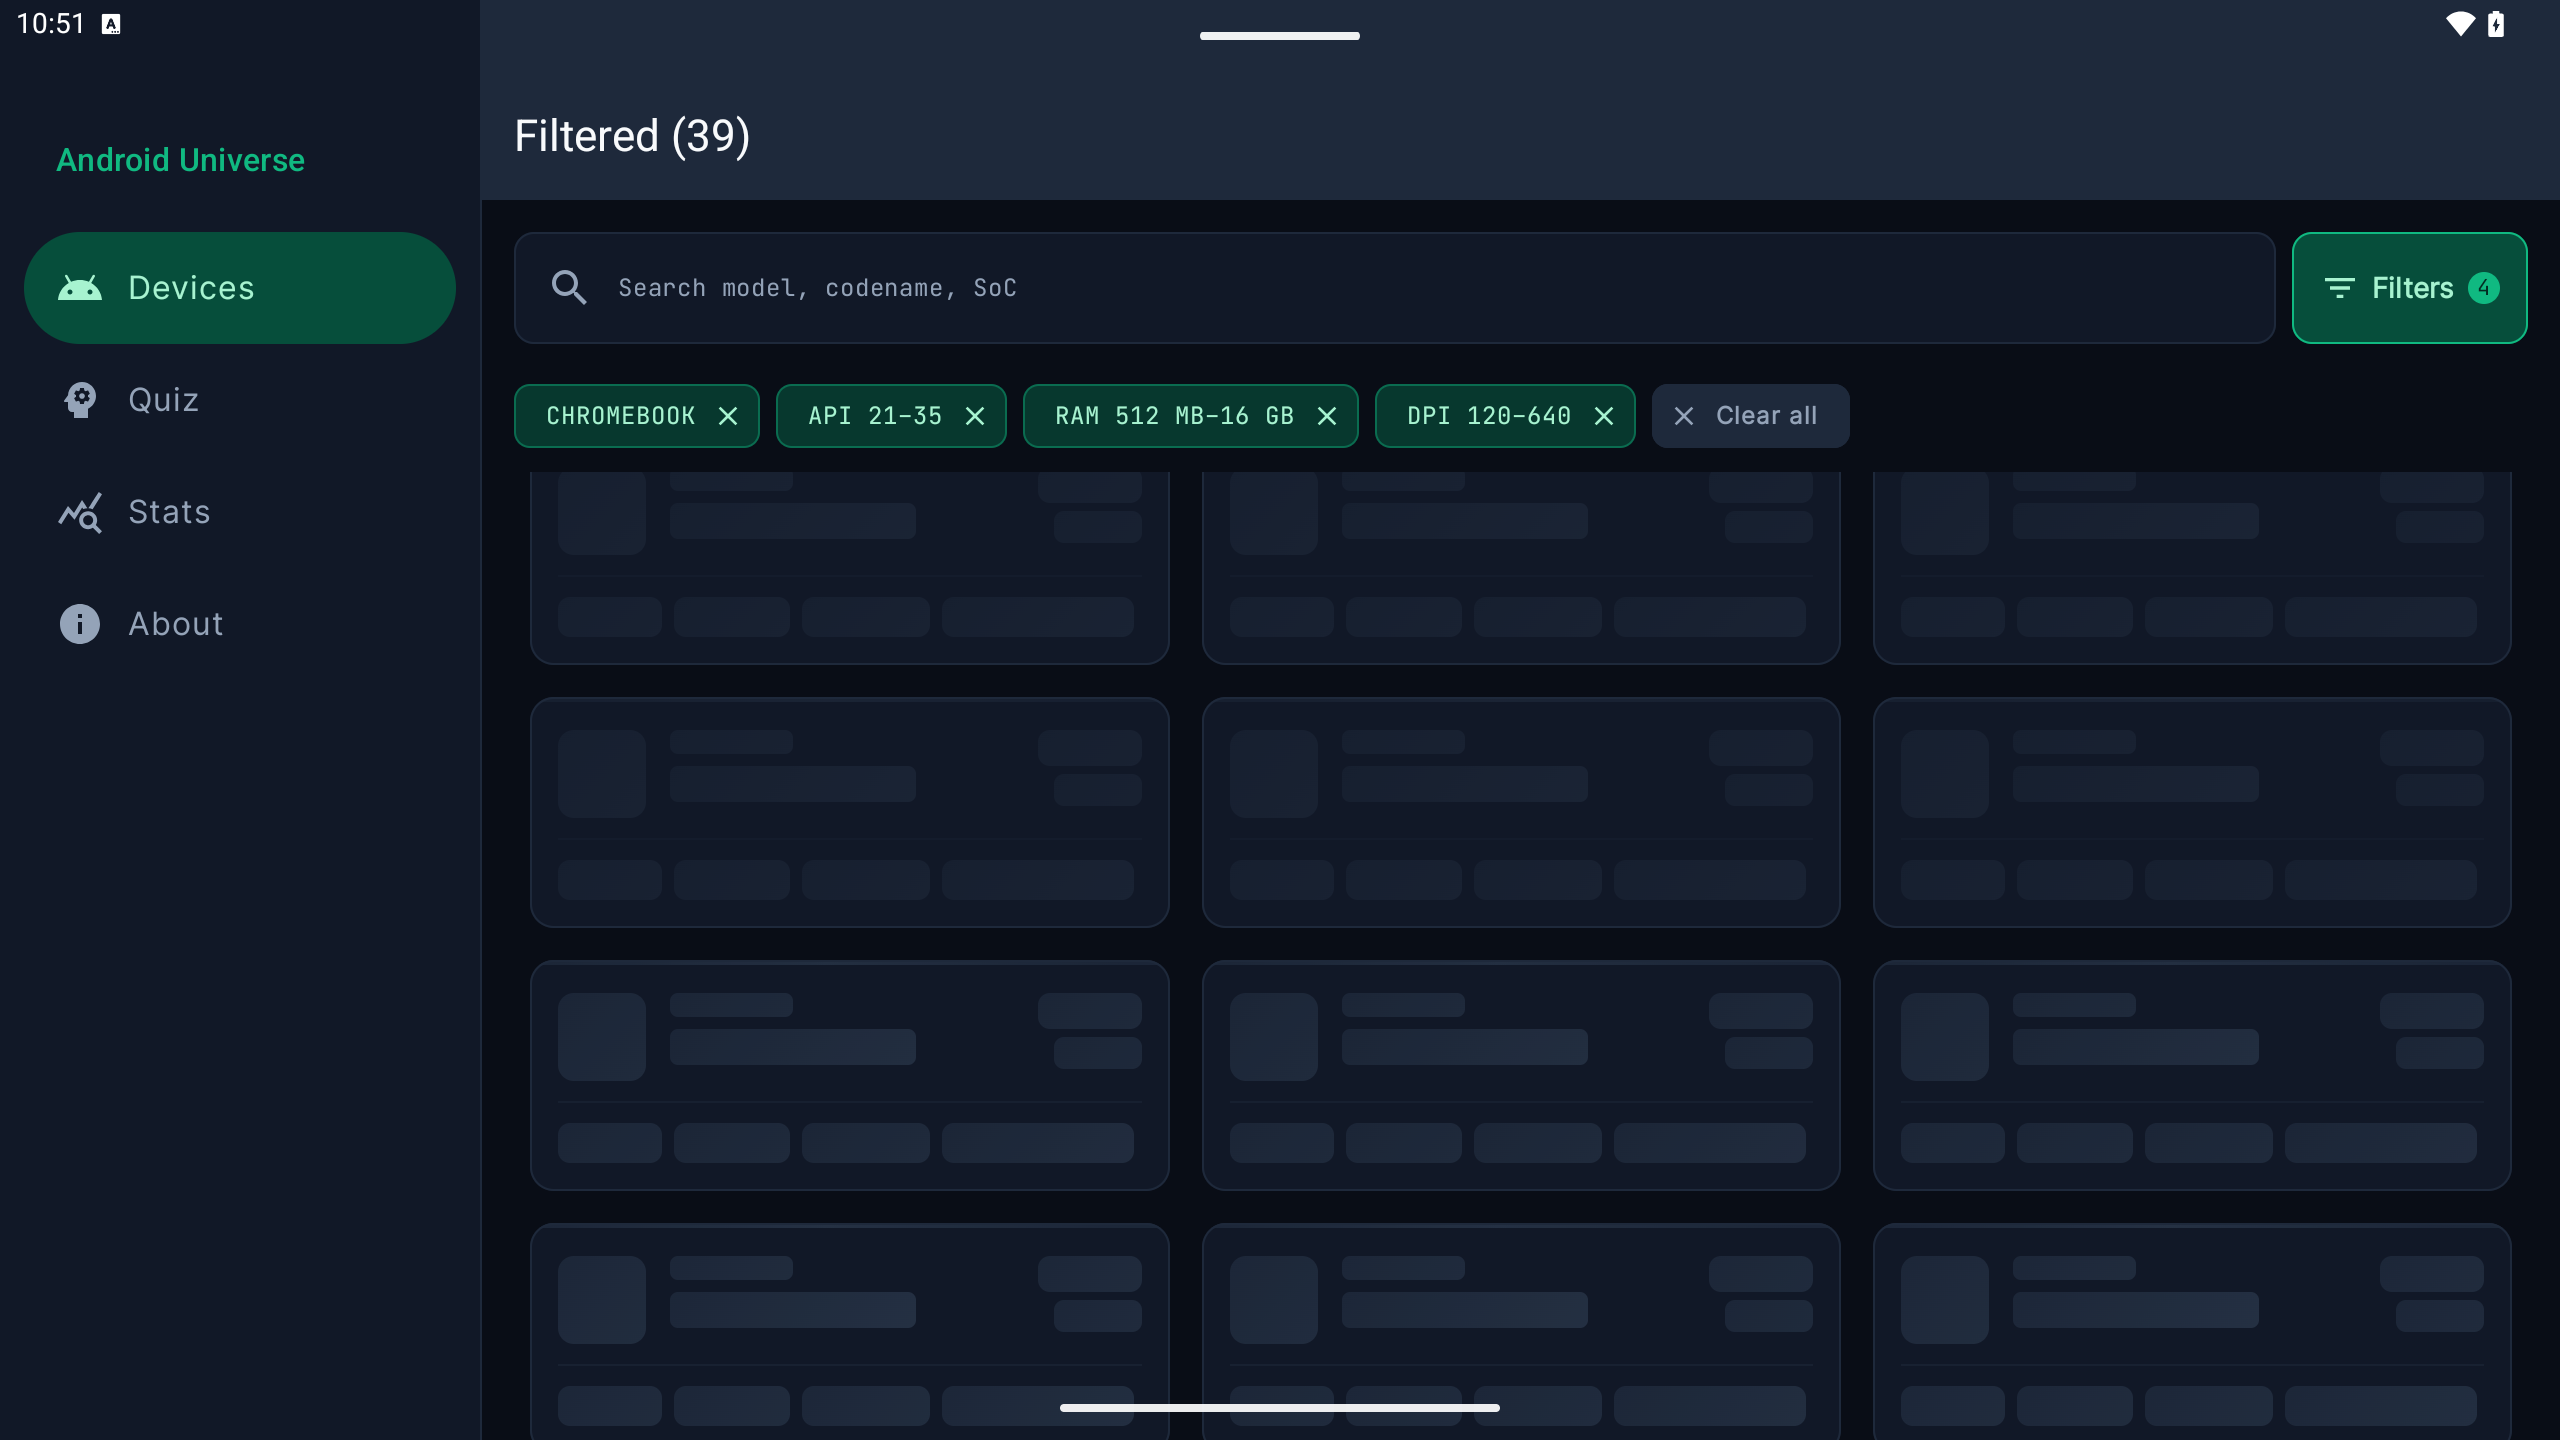 10:51
Android Universe
Devices
Quiz
Stats
About
Filtered (39)
Search model, codename, SoC
Filters 4
CHROMEBOOK
API 21–35
RAM 512 MB–16 GB
DPI 120–640
Clear all